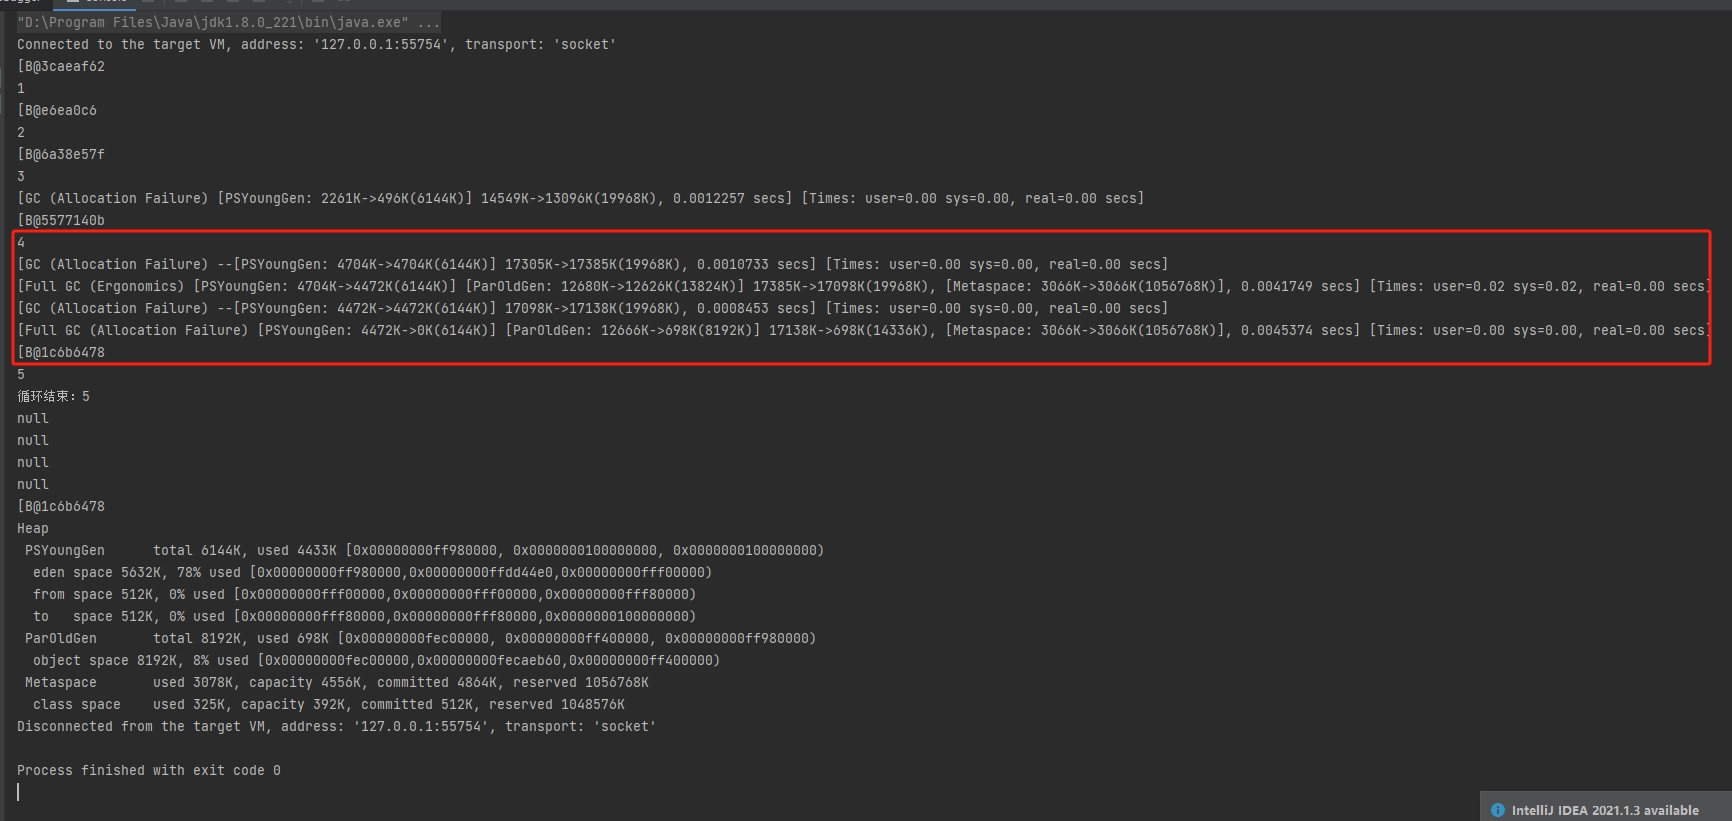 Console
"D:\Program Files\Java\jdk1.8.0_221\bin\java.exe" ...
Connected to the target VM, address: '127.0.0.1:55754', transport: 'socket'
[B@3caeaf62
1
[B@e6ea0c6
2
[B@6a38e57f
3
[GC (Allocation Failure) [PSYoungGen: 2261K->496K(6144K)] 14549K->13096K(19968K), 0.0012257 secs] [Times: user=0.00 sys=0.00, real=0.00 secs]
[B@5577140b
4
[GC (Allocation Failure) --[PSYoungGen: 4704K->4704K(6144K)] 17305K->17385K(19968K), 0.0010733 secs] [Times: user=0.00 sys=0.00, real=0.00 secs]
[Full GC (Ergonomics) [PSYoungGen: 4704K->4472K(6144K)] [ParOldGen: 12680K->12626K(13824K)] 17385K->17098K(19968K), [Metaspace: 3066K->3066K(1056768K)], 0.0041749 secs] [Times: user=0.02 sys=0.02, real=0.00 secs]
[GC (Allocation Failure) --[PSYoungGen: 4472K->4472K(6144K)] 17098K->17138K(19968K), 0.0008453 secs] [Times: user=0.00 sys=0.00, real=0.00 secs]
[Full GC (Allocation Failure) [PSYoungGen: 4472K->0K(6144K)] [ParOldGen: 12666K->698K(8192K)] 17138K->698K(14336K), [Metaspace: 3066K->3066K(1056768K)], 0.0045374 secs] [Times: user=0.00 sys=0.00, real=0.00 secs]
[B@1c6b6478
5
循环结束: 5
null
null
null
null
[B@1c6b6478
Heap
PSYoungGen total 6144K, used 4433K [0x00000000ff980000, 0x0000000100000000, 0x0000000100000000)
eden space 5632K, 78% used [0x00000000ff980000,0x00000000ffdd44e0,0x00000000fff00000)
from space 512K, 0% used [0x00000000fff00000,0x00000000fff00000,0x00000000fff80000)
to space 512K, 0% used [0x00000000fff80000,0x00000000fff80000,0x0000000100000000)
ParOldGen total 8192K, used 698K [0x00000000fec00000, 0x00000000ff400000, 0x00000000ff980000)
object space 8192K, 8% used [0x00000000fec00000,0x00000000fecaeb60,0x00000000ff400000)
Metaspace used 3078K, capacity 4556K, committed 4864K, reserved 1056768K
class space used 325K, capacity 392K, committed 512K, reserved 1048576K
Disconnected from the target VM, address: '127.0.0.1:55754', transport: 'socket'
Process finished with exit code 0
IntelliJ IDEA 2021.1.3 available